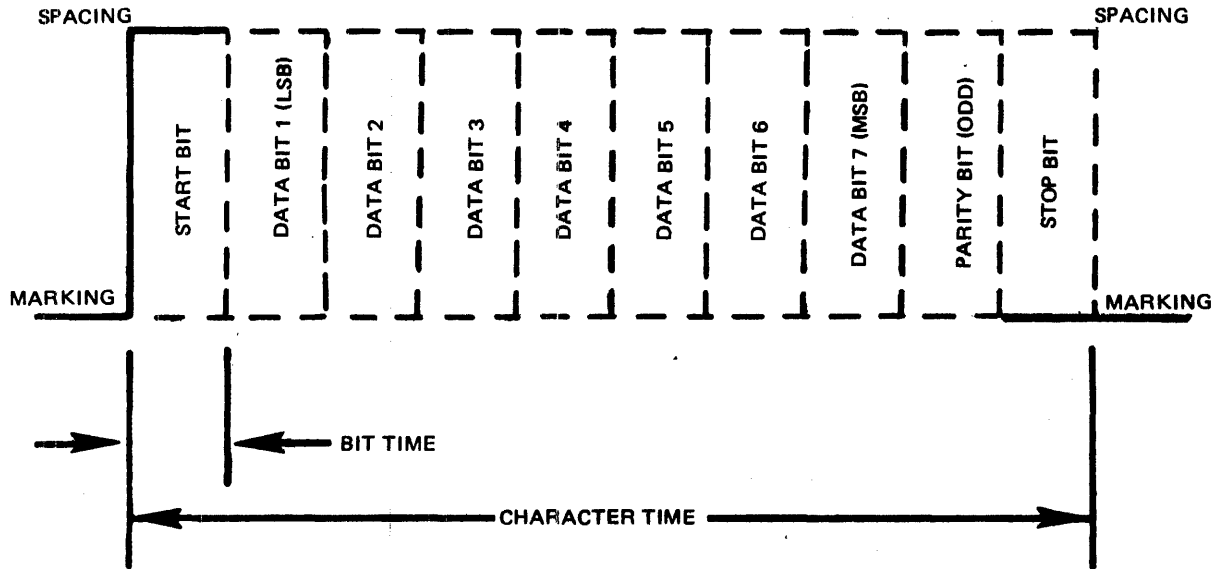 SPACING
SPACING
START BIT
DATA BIT 1 (LSB)
DATA BIT 2
DATA BIT 3
DATA BIT 4
DATA BIT 5
DATA BIT 6
DATA BIT 7 (MSB)
PARITY BIT (ODD)
STOP BIT
MARKING
MARKING
BIT TIME
CHARACTER TIME